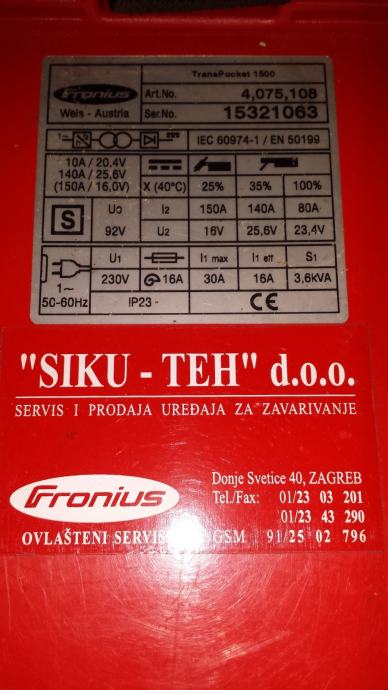 TransPocket 1500
Fronius
Wels - Austria
Art.No. 4,075,108
Ser.No. 15321063
1~ IEC 60974-1 / EN 50199
10A / 20,4V
140A / 25,6V
(150A / 16,0V) X (40°C) 25% 35% 100%
S U0 I2 150A 140A 80A
92V U2 16V 25,6V 23,4V
U1 I1 max I1 eff S1
1~ 230V 16A 30A 16A 3,6kVA
50-60Hz IP23 CE
"SIKU - TEH" d.o.o.
SERVIS I PRODAJA UREĐAJA ZA ZAVARIVANJE
Fronius
OVLAŠTENI SERVIS
Donje Svetice 40, ZAGREB
Tel./Fax: 01/23 03 201
01/23 43 290
GSM 91/25 02 796